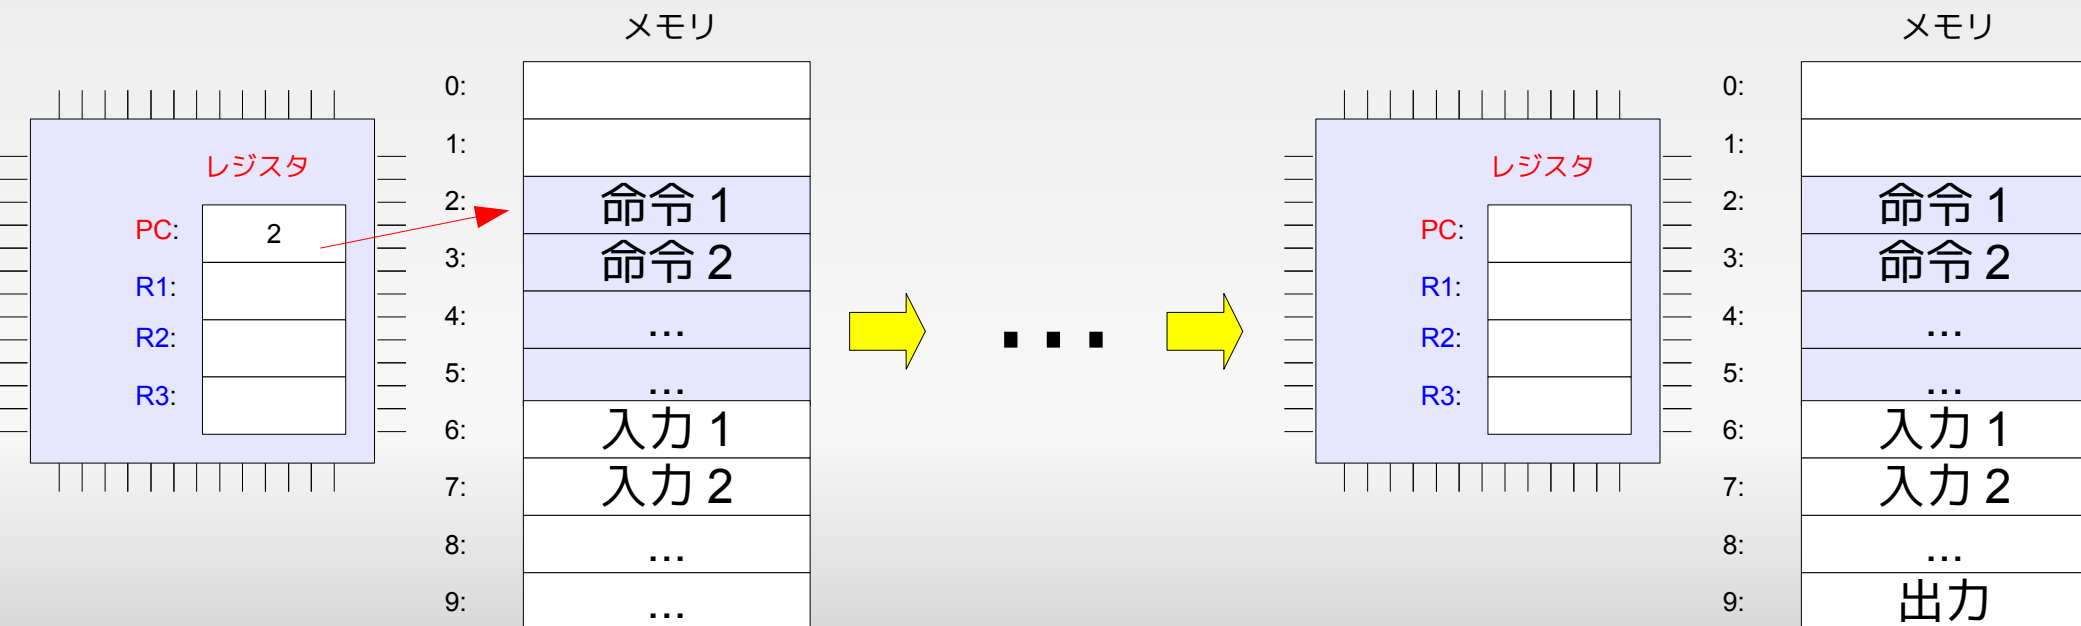 メモリ
0:
1:
2: 命令 1
3: 命令 2
4: ...
5: ...
6: 入力 1
7: 入力 2
8: ...
9: ...
レジスタ
PC: 2
R1:
R2:
R3:
...
レジスタ
PC:
R1:
R2:
R3:
メモリ
0:
1:
2: 命令 1
3: 命令 2
4: ...
5: ...
6: 入力 1
7: 入力 2
8: ...
9: 出力